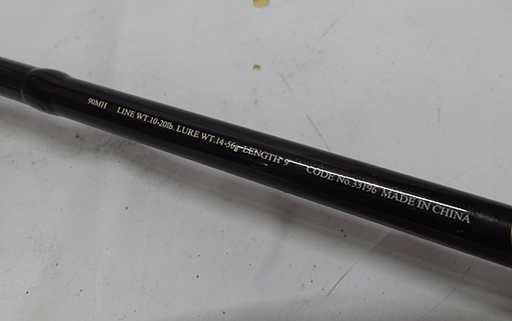 90MH LINE WT.10-20lb. LURE WT.14-56g LENGTH 9' CODE No.33196 MADE IN CHINA